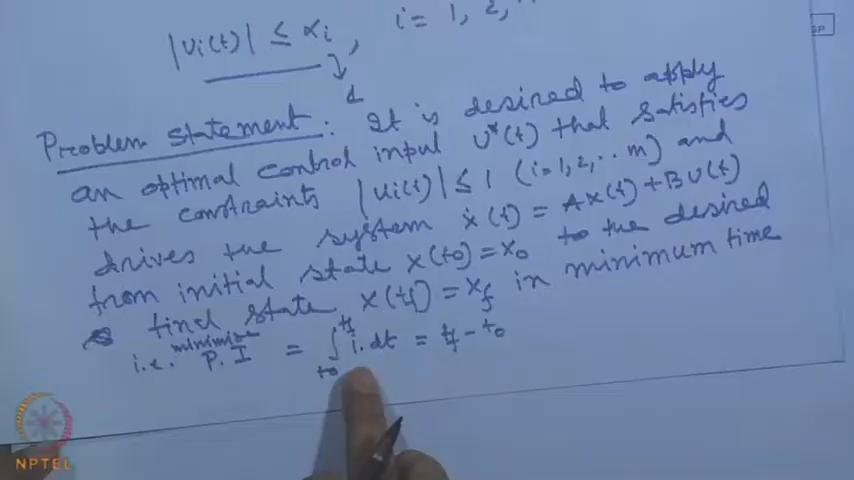 |Ui(t)| ≤ αi, i = 1, 2,
Problem Statement: It is desired to apply
an optimal control input U*(t) that satisfies
the constraints |Ui(t)| ≤ 1 (i=1,2,..m) and
drives the system ẋ(t) = AX(t) + BU(t)
from initial state X(t0) = X0 to the desired
final state X(tf) = Xf in minimum time
i.e. minimize P.I = ∫t0^tf 1.dt = tf - t0
NPTEL